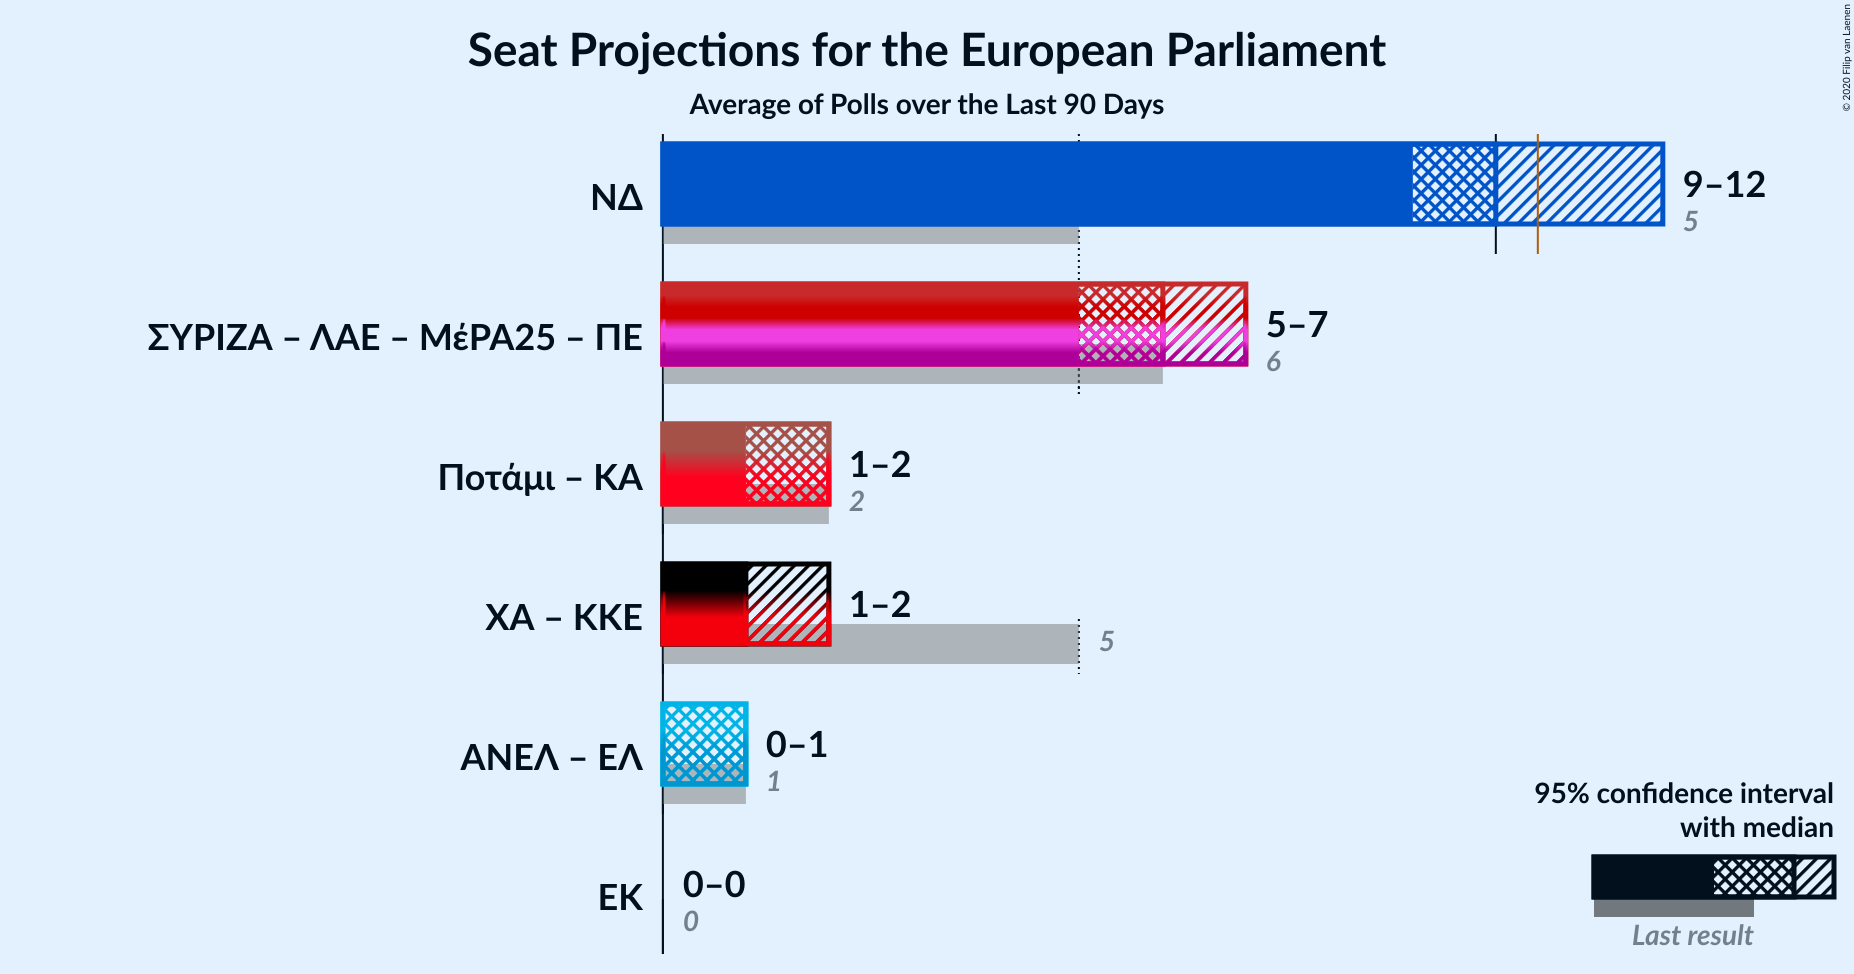 Seat Projections for the European Parliament
Average of Polls over the Last 90 Days
© 2020 Filip van Laenen
ΝΔ
9–12
5
ΣΥΡΙΖΑ – ΛΑΕ – ΜέΡΑ25 – ΠΕ
5–7
6
Ποτάμι – ΚΑ
1–2
2
ΧΑ – ΚΚΕ
1–2
5
ΑΝΕΛ – ΕΛ
0–1
1
ΕΚ
0–0
0
95% confidence interval
with median
Last result